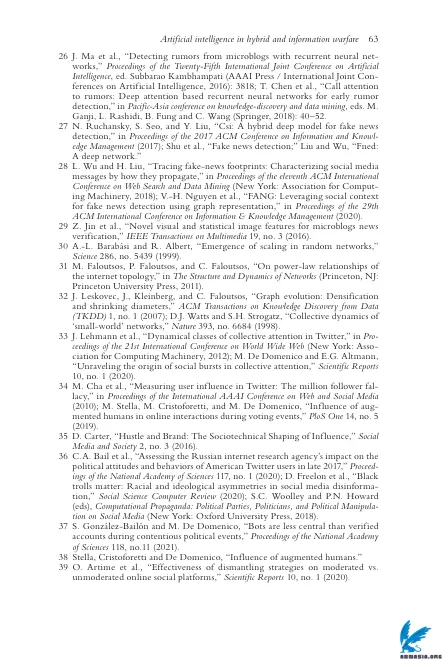 Artificial intelligence in hybrid and information warfare 63
26 J. Ma et al., “Detecting rumors from microblogs with recurrent neural net-
works,” Proceedings of the Twenty-Fifth International Joint Conference on Artificial
Intelligence, ed. Subbarao Kambhampati (AAAI Press / International Joint Con-
ferences on Artificial Intelligence, 2016): 3818; T. Chen et al., “Call attention
to rumors: Deep attention based recurrent neural networks for early rumor
detection,” in Pacific-Asia conference on knowledge-discovery and data mining, eds. M.
Ganji, L. Rashidi, B. Fung and C. Wang (Springer, 2018): 40–52.
27 N. Ruchansky, S. Seo, and Y. Liu, “Csi: A hybrid deep model for fake news
detection,” in Proceedings of the 2017 ACM Conference on Information and Knowl-
edge Management (2017); Shu et al., “Fake news detection;” Liu and Wu, “Fned:
A deep network.”
28 L. Wu and H. Liu, “Tracing fake-news footprints: Characterizing social media
messages by how they propagate,” in Proceedings of the eleventh ACM International
Conference on Web Search and Data Mining (New York: Association for Comput-
ing Machinery, 2018); V.-H. Nguyen et al., “FANG: Leveraging social context
for fake news detection using graph representation,” in Proceedings of the 29th
ACM International Conference on Information & Knowledge Management (2020).
29 Z. Jin et al., “Novel visual and statistical image features for microblogs news
verification,” IEEE Transactions on Multimedia 19, no. 3 (2016).
30 A.-L. Barabási and R. Albert, “Emergence of scaling in random networks,”
Science 286, no. 5439 (1999).
31 M. Faloutsos, P. Faloutsos, and C. Faloutsos, “On power-law relationships of
the internet topology,” in The Structure and Dynamics of Networks (Princeton, NJ:
Princeton University Press, 2011).
32 J. Leskovec, J., Kleinberg, and C. Faloutsos, “Graph evolution: Densification
and shrinking diameters,” ACM Transactions on Knowledge Discovery from Data
(TKDD) 1, no. 1 (2007); D.J. Watts and S.H. Strogatz, “Collective dynamics of
‘small-world’ networks,” Nature 393, no. 6684 (1998).
33 J. Lehmann et al., “Dynamical classes of collective attention in Twitter,” in Pro-
ceedings of the 21st International Conference on World Wide Web (New York: Asso-
ciation for Computing Machinery, 2012); M. De Domenico and E.G. Altmann,
“Unraveling the origin of social bursts in collective attention,” Scientific Reports
10, no. 1 (2020).
34 M. Cha et al., “Measuring user influence in Twitter: The million follower fal-
lacy,” in Proceedings of the International AAAI Conference on Web and Social Media
(2010); M. Stella, M. Cristoforetti, and M. De Domenico, “Influence of aug-
mented humans in online interactions during voting events,” PloS One 14, no. 5
(2019).
35 D. Carter, “Hustle and Brand: The Sociotechnical Shaping of Influence,” Social
Media and Society 2, no. 3 (2016).
36 C.A. Bail et al., “Assessing the Russian internet research agency’s impact on the
political attitudes and behaviors of American Twitter users in late 2017,” Proceed-
ings of the National Academy of Sciences 117, no. 1 (2020); D. Freelon et al., “Black
trolls matter: Racial and ideological asymmetries in social media disinforma-
tion,” Social Science Computer Review (2020); S.C. Woolley and P.N. Howard
(eds), Computational Propaganda: Political Parties, Politicians, and Political Manipula-
tion on Social Media (New York: Oxford University Press, 2018).
37 S. González-Bailón and M. De Domenico, “Bots are less central than verified
accounts during contentious political events,” Proceedings of the National Academy
of Sciences 118, no.11 (2021).
38 Stella, Cristoforetti and De Domenico, “Influence of augmented humans.”
39 O. Artime et al., “Effectiveness of dismantling strategies on moderated vs.
unmoderated online social platforms,” Scientific Reports 10, no. 1 (2020).